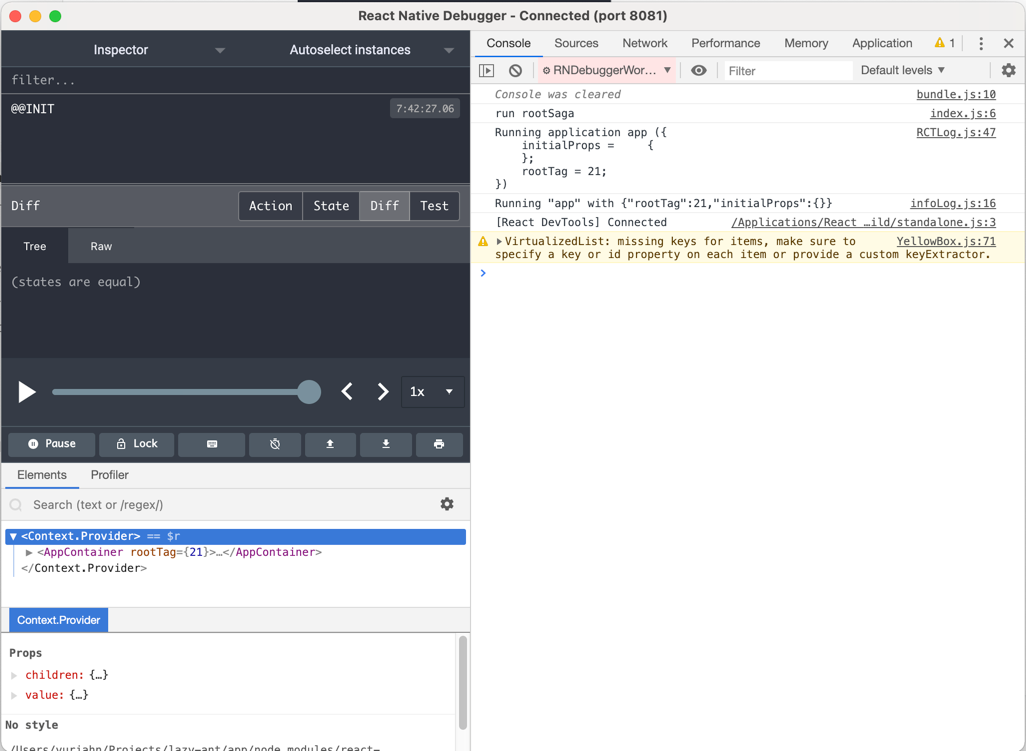 React Native Debugger - Connected (port 8081)
Inspector
Autoselect instances
filter...
@@INIT
7:42:27.06
Diff
Action
State
Diff
Test
Tree
Raw
(states are equal)
1x
Pause
Lock
Elements
Profiler
Search (text or /regex/)
▼ <Context.Provider> == $r
▶ <AppContainer rootTag={21}>…</AppContainer>
</Context.Provider>
Context.Provider
Props
children: {…}
value: {…}
No style
/Users/yuriahn/Projects/lazy-ant/app/node_modules/react-
Console
Sources
Network
Performance
Memory
Application
1
RNDebuggerWor... ▼
Filter
Default levels ▼
Console was cleared
bundle.js:10
run rootSaga
index.js:6
Running application app ({
RCTLog.js:47
initialProps = {
};
rootTag = 21;
})
Running "app" with {"rootTag":21,"initialProps":{}}
infoLog.js:16
[React DevTools] Connected
/Applications/React …ild/standalone.js:3
▶VirtualizedList: missing keys for items, make sure to
YellowBox.js:71
specify a key or id property on each item or provide a custom keyExtractor.